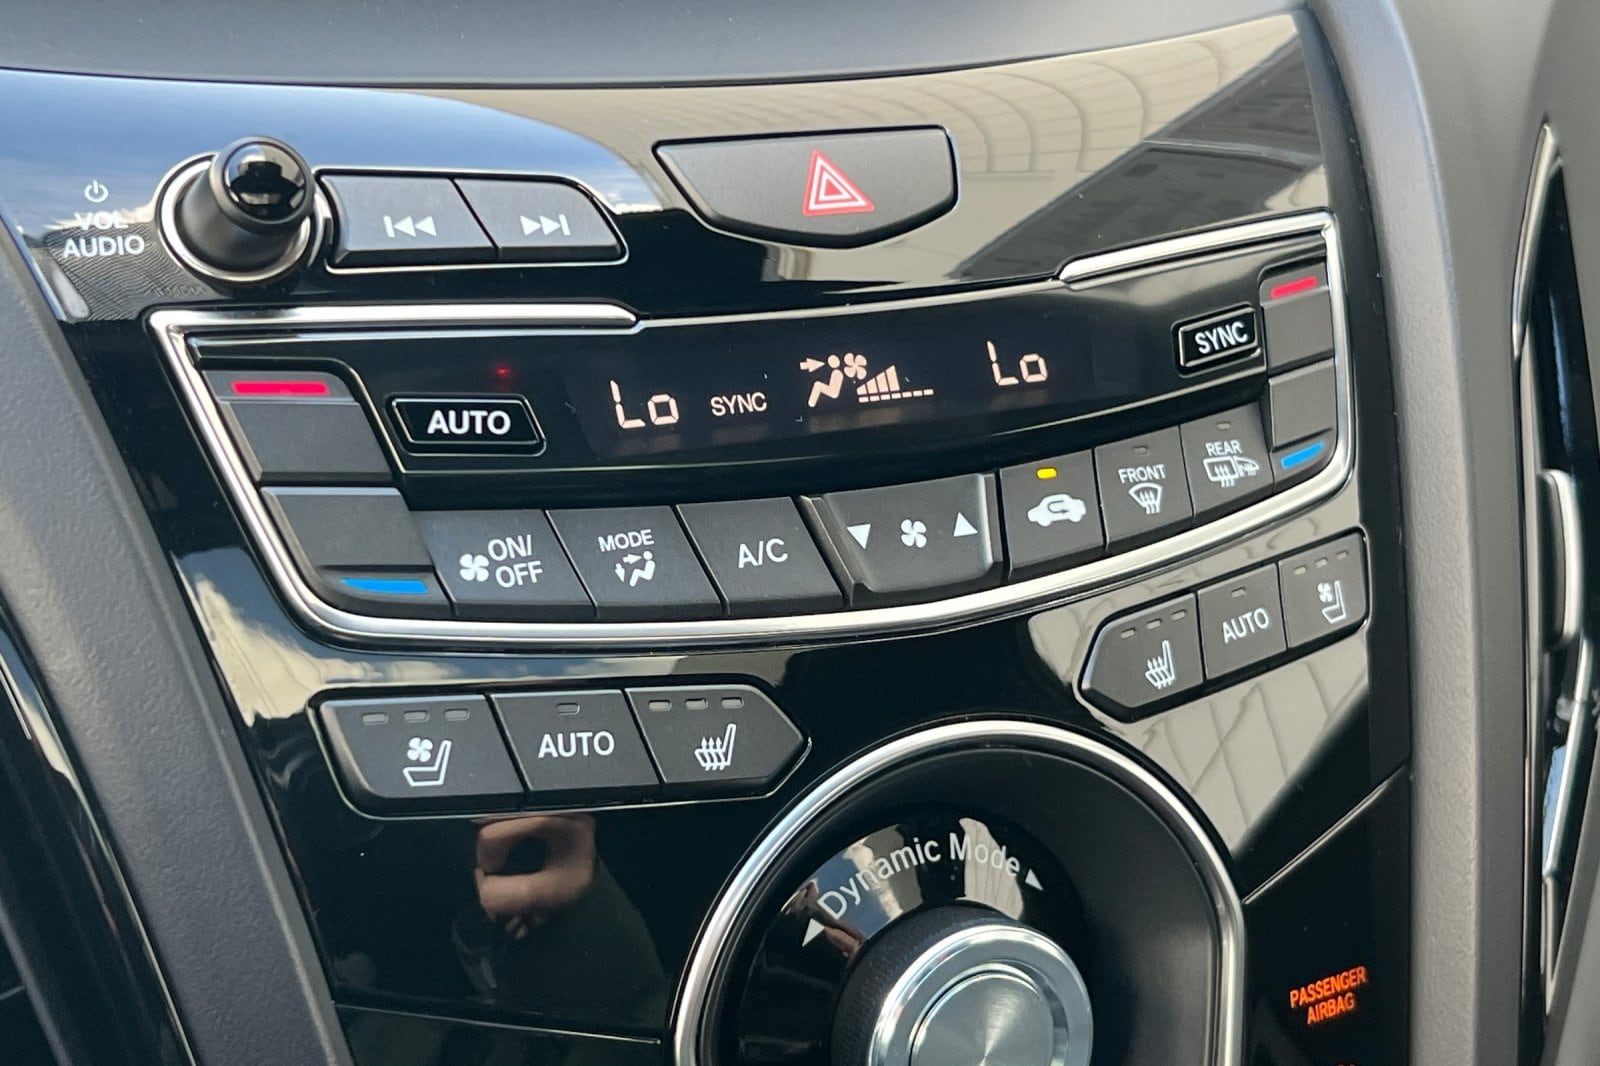 VOL
AUDIO
AUTO
Lo
SYNC
Lo
SYNC
ON/
OFF
MODE
A/C
FRONT
REAR
AUTO
AUTO
Dynamic Mode
PASSENGER
AIRBAG